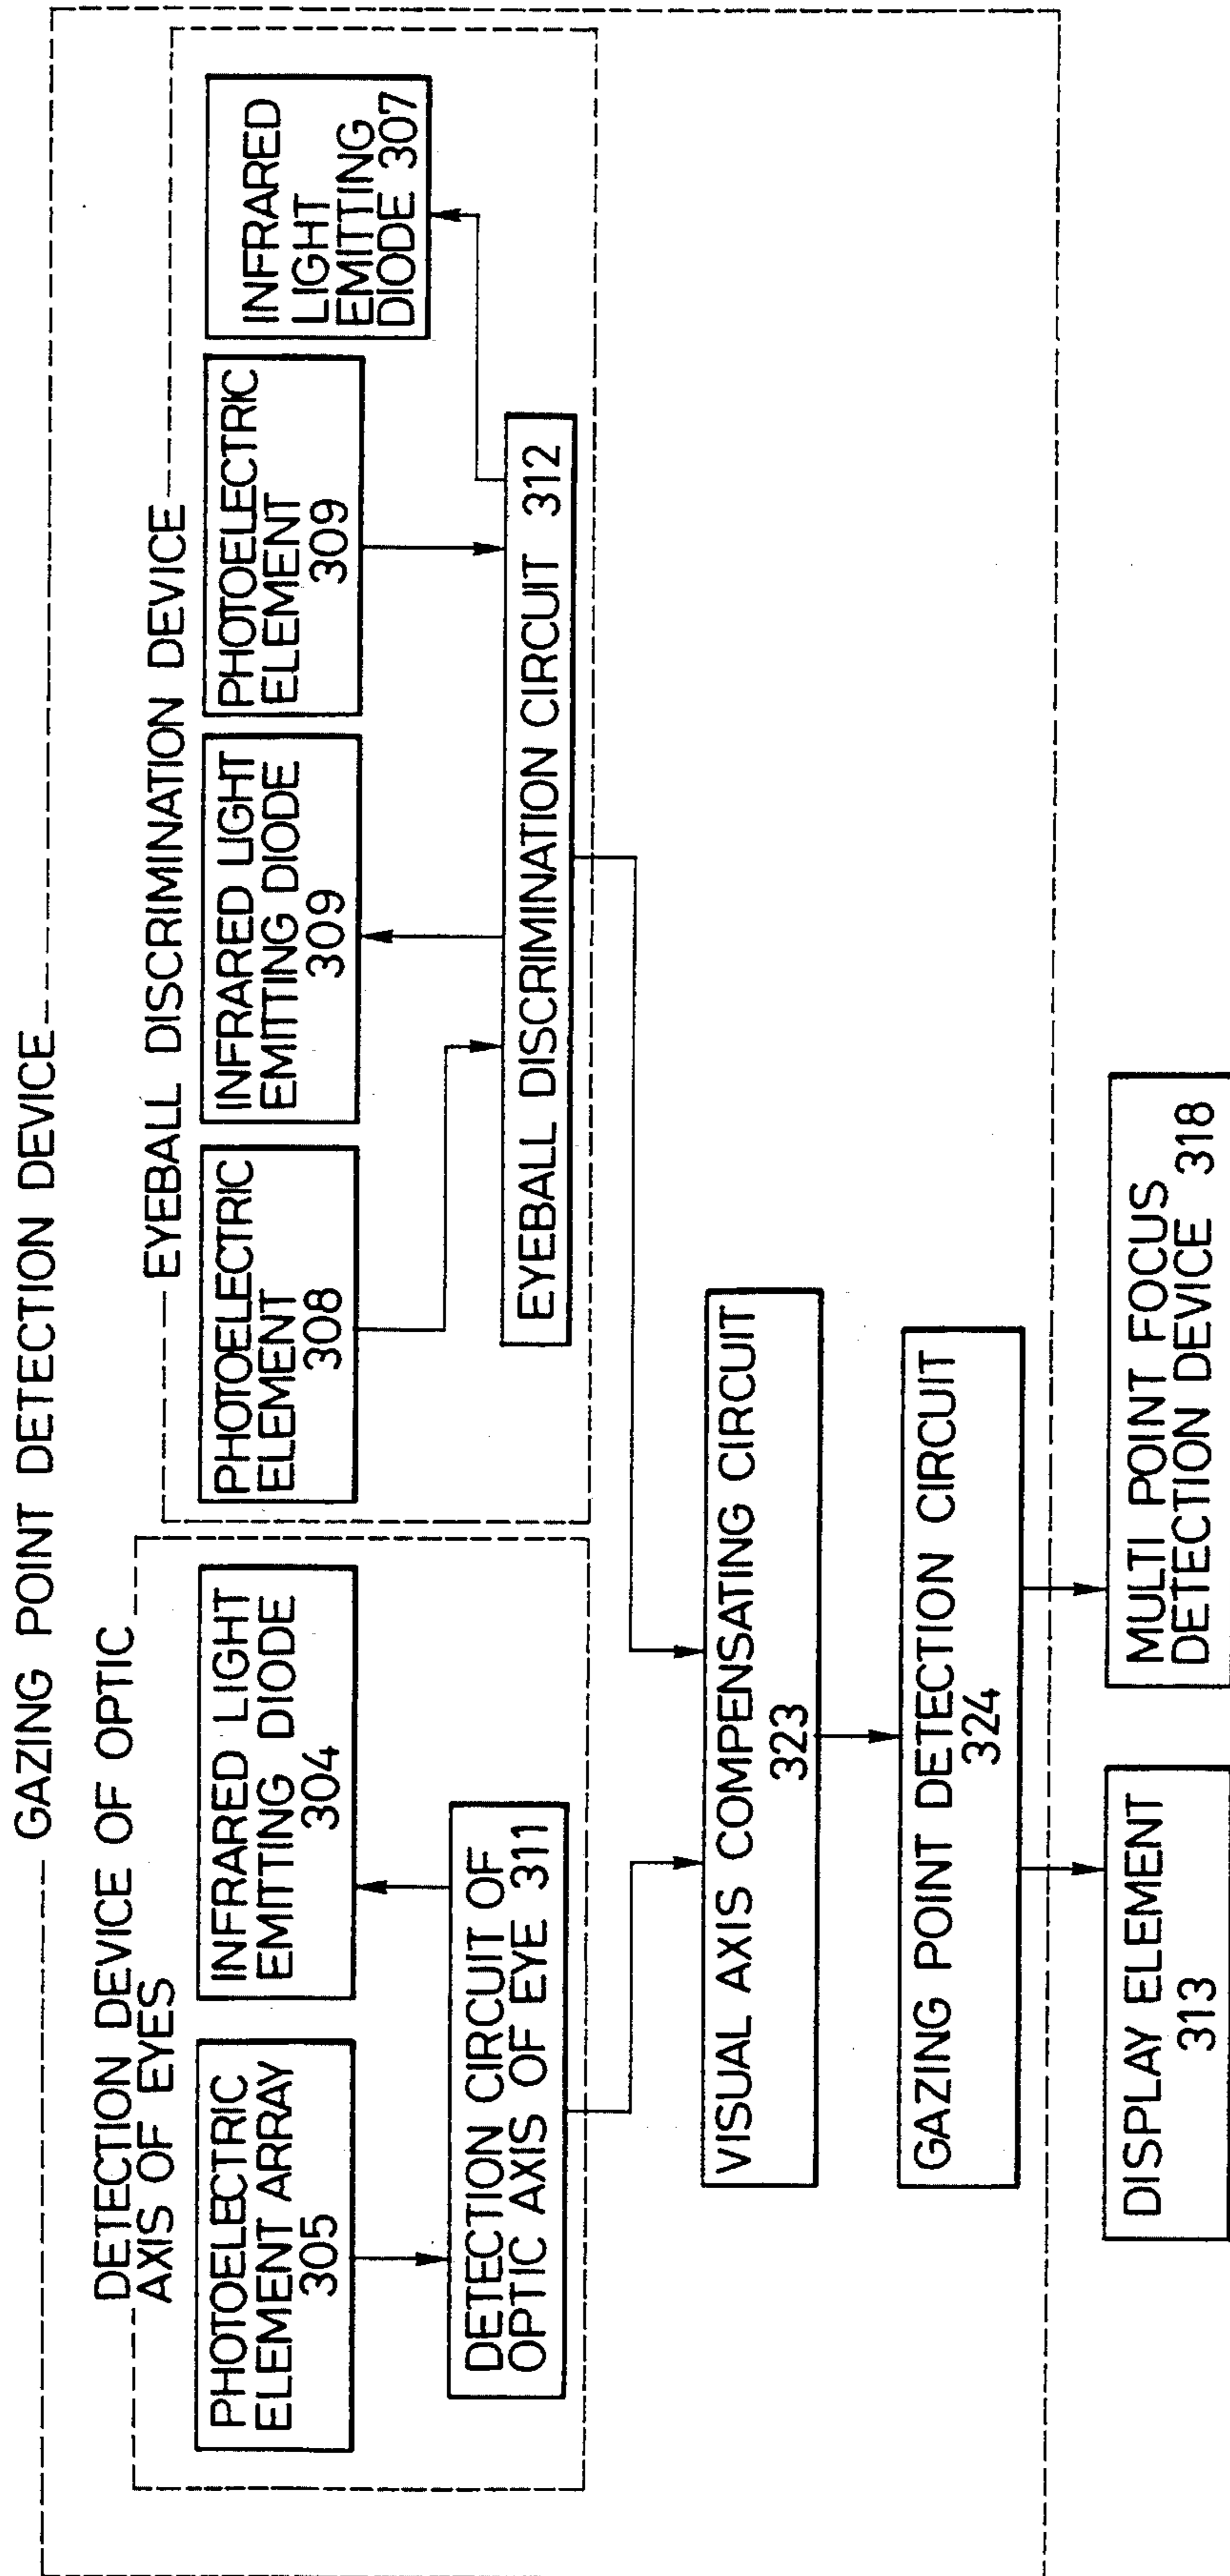 GAZING POINT DETECTION DEVICE
DETECTION DEVICE OF OPTIC
AXIS OF EYES
PHOTOELECTRIC
ELEMENT ARRAY
305
INFRARED LIGHT
EMITTING DIODE
304
DETECTION CIRCUIT OF
OPTIC AXIS OF EYE 311
EYEBALL DISCRIMINATION DEVICE
PHOTOELECTRIC
ELEMENT
308
INFRARED LIGHT
EMITTING DIODE
309
PHOTOELECTRIC
ELEMENT
309
INFRARED
LIGHT
EMITTING
DIODE 307
EYEBALL DISCRIMINATION CIRCUIT 312
VISUAL AXIS COMPENSATING CIRCUIT
323
GAZING POINT DETECTION CIRCUIT
324
DISPLAY ELEMENT
313
MULTI POINT FOCUS
DETECTION DEVICE 318